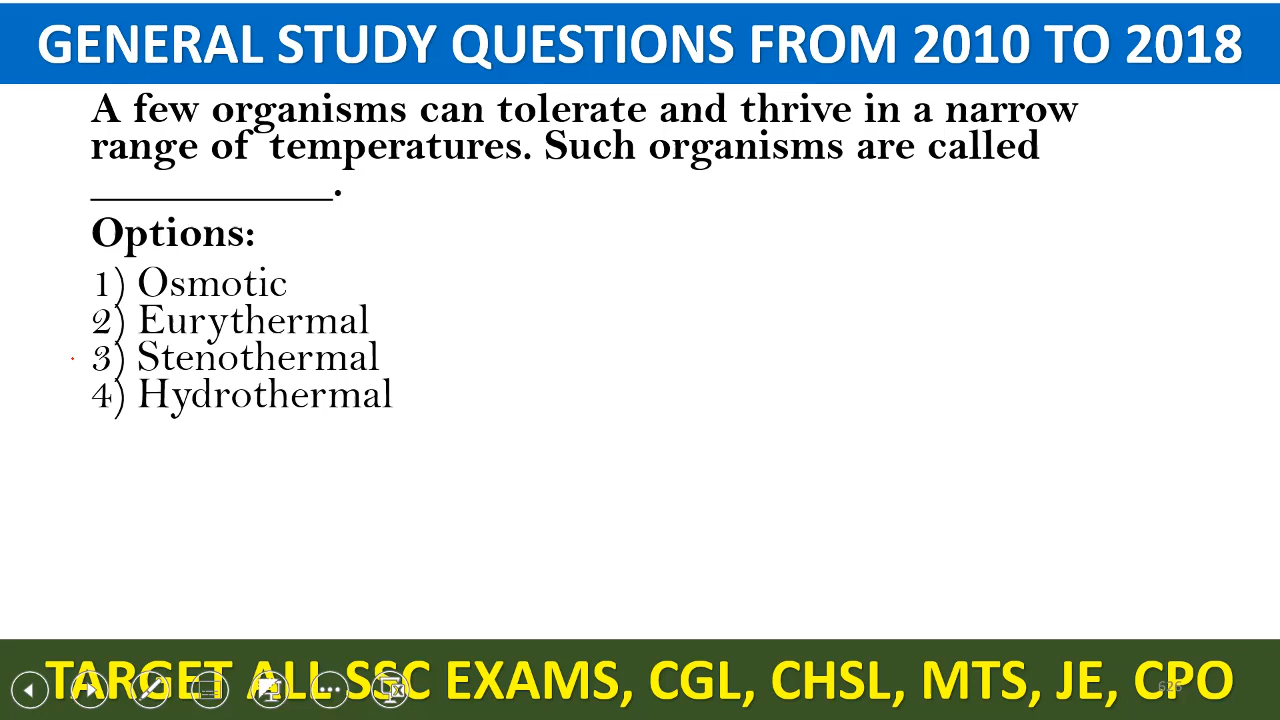 GENERAL STUDY QUESTIONS FROM 2010 TO 2018
A few organisms can tolerate and thrive in a narrow
range of temperatures. Such organisms are called
___________.
Options:
1) Osmotic
2) Eurythermal
3) Stenothermal
4) Hydrothermal
TARGET ALL SSC EXAMS, CGL, CHSL, MTS, JE, CPO
626